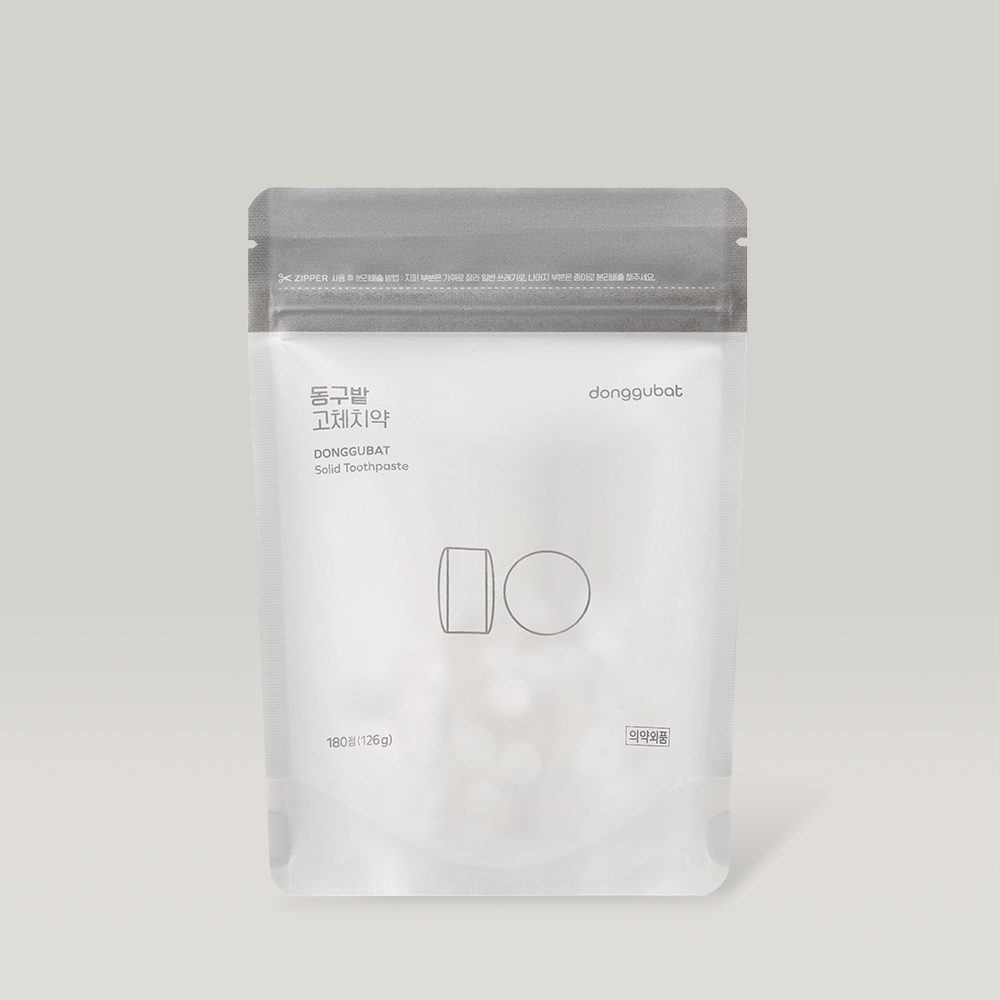 ZIPPER 사용 후 분리배출 방법 : 지퍼 부분은 가위로 잘라 일반 쓰레기로, 나머지 부분은 종이로 분리배출 해주세요.
동구밭
고체치약
donggubat
DONGGUBAT
Solid Toothpaste
180정(126g)
의약외품